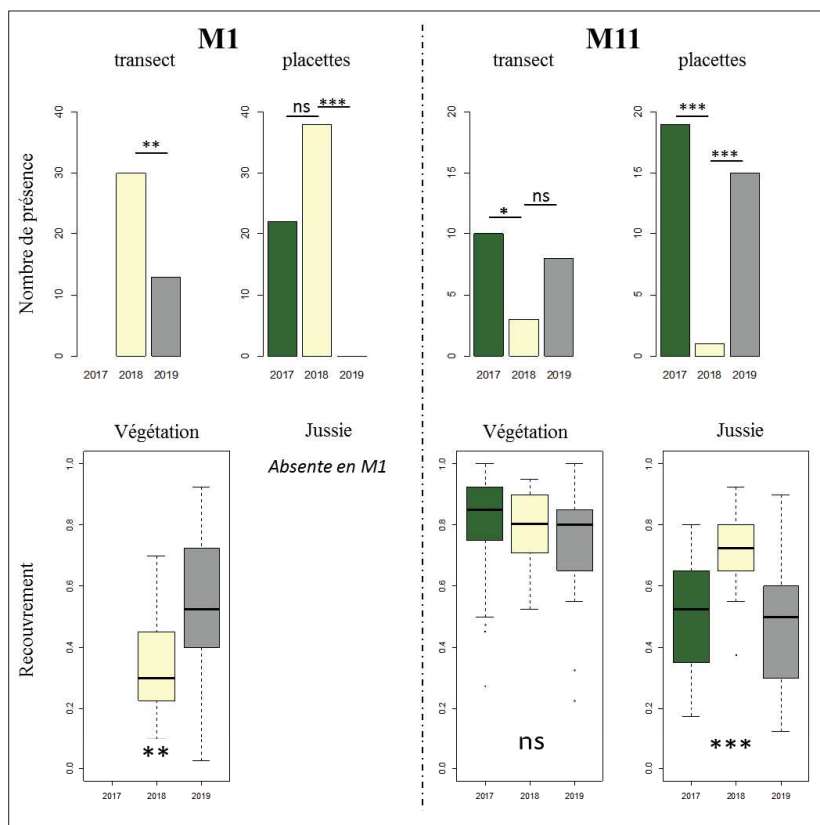 M1
M11
transect
placettes
transect
placettes
Nombre de présence
0 10 20 30 40
**
2017 2018 2019
0 10 20 30 40
ns ***
2017 2018 2019
0 5 10 15 20
* ns
2017 2018 2019
0 5 10 15 20
***
***
2017 2018 2019
Végétation
Jussie
Végétation
Jussie
Absente en M1
Recouvrement
0.0 0.2 0.4 0.6 0.8 1.0
**
2017 2018 2019
0.0 0.2 0.4 0.6 0.8 1.0
ns
2017 2018 2019
0.0 0.2 0.4 0.6 0.8 1.0
***
2017 2018 2019